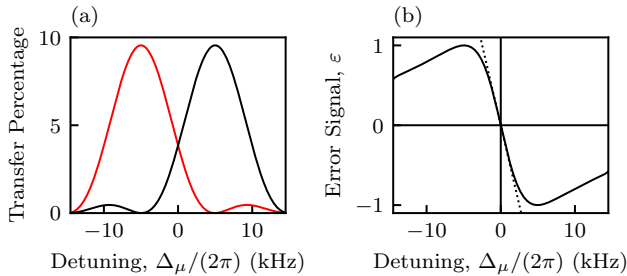 (a)
(b)
Transfer Percentage
10
5
0
−10
0
10
Detuning, Δμ/(2π) (kHz)
Error Signal, ε
1
0
−1
−10
0
10
Detuning, Δμ/(2π) (kHz)